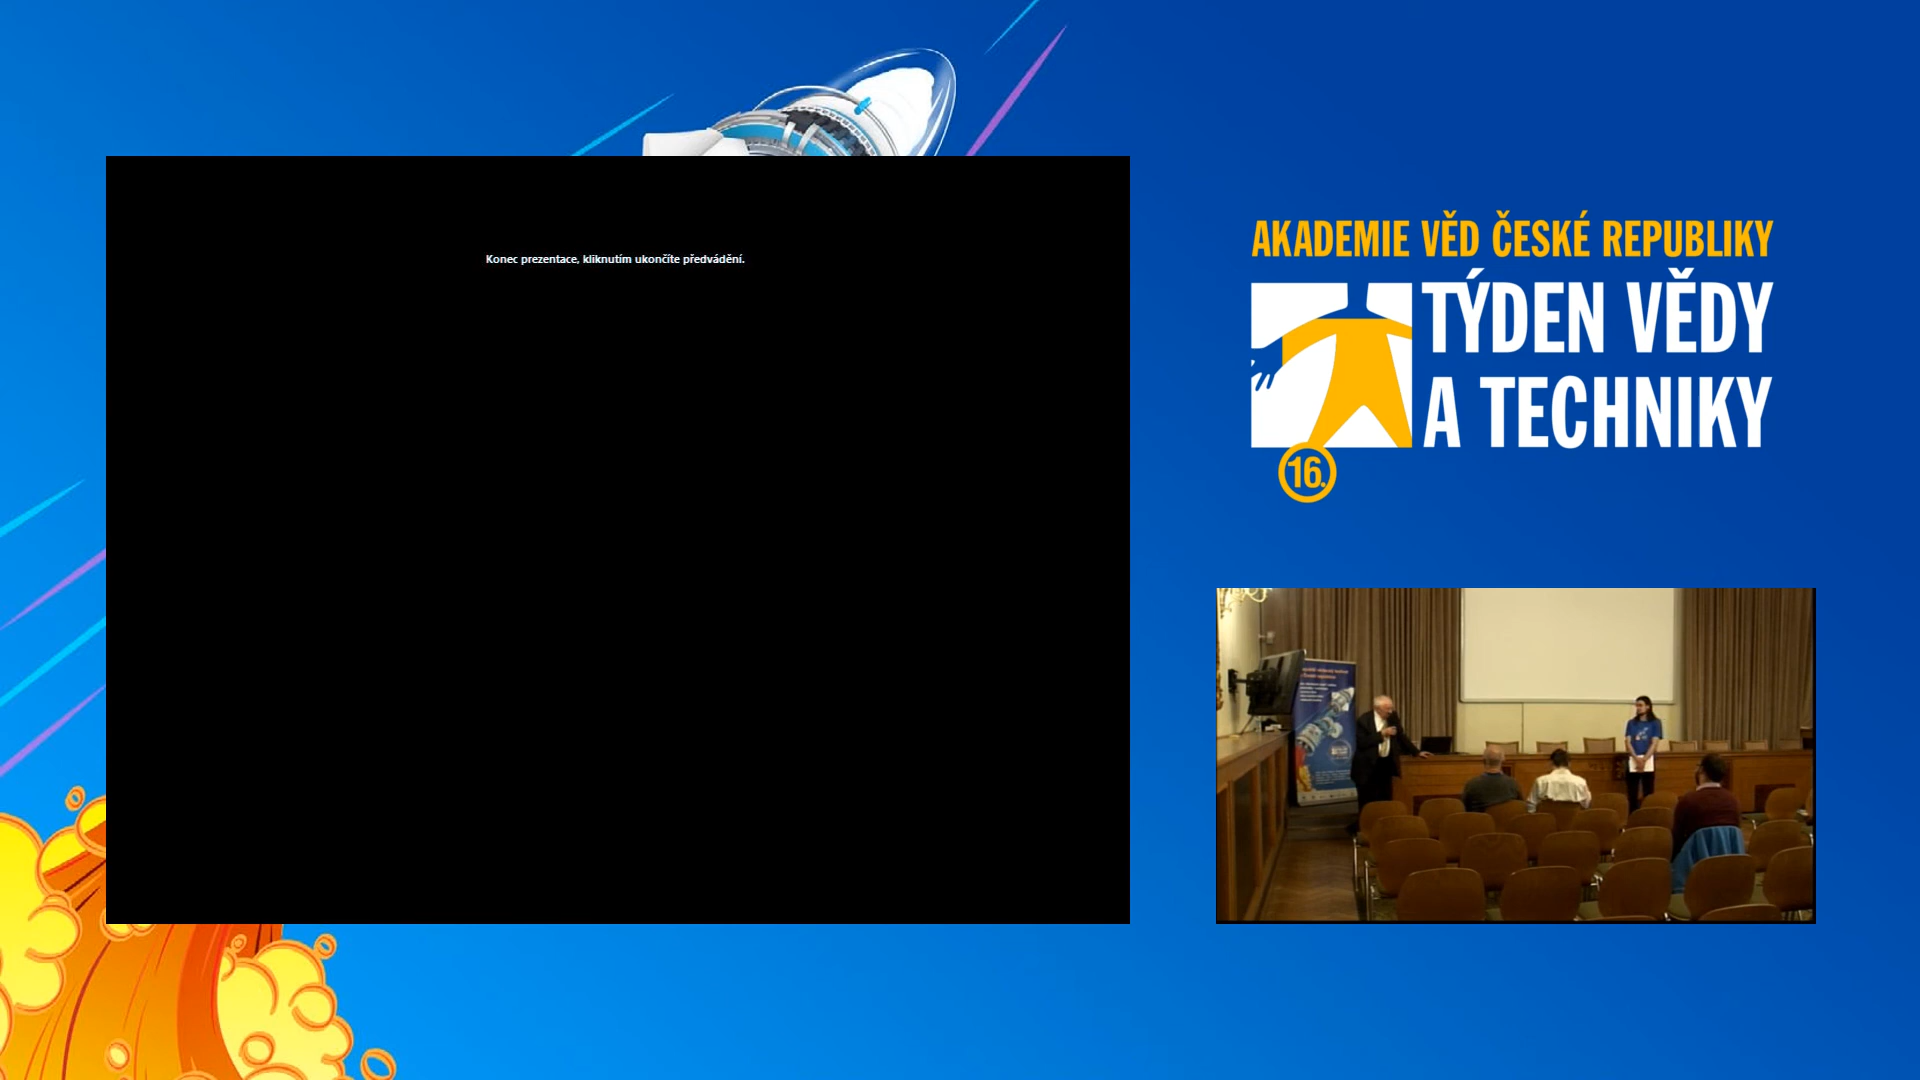 Konec prezentace, kliknutím ukončíte předvádění.
AKADEMIE VĚD ČESKÉ REPUBLIKY
TÝDEN VĚDY
A TECHNIKY
16.